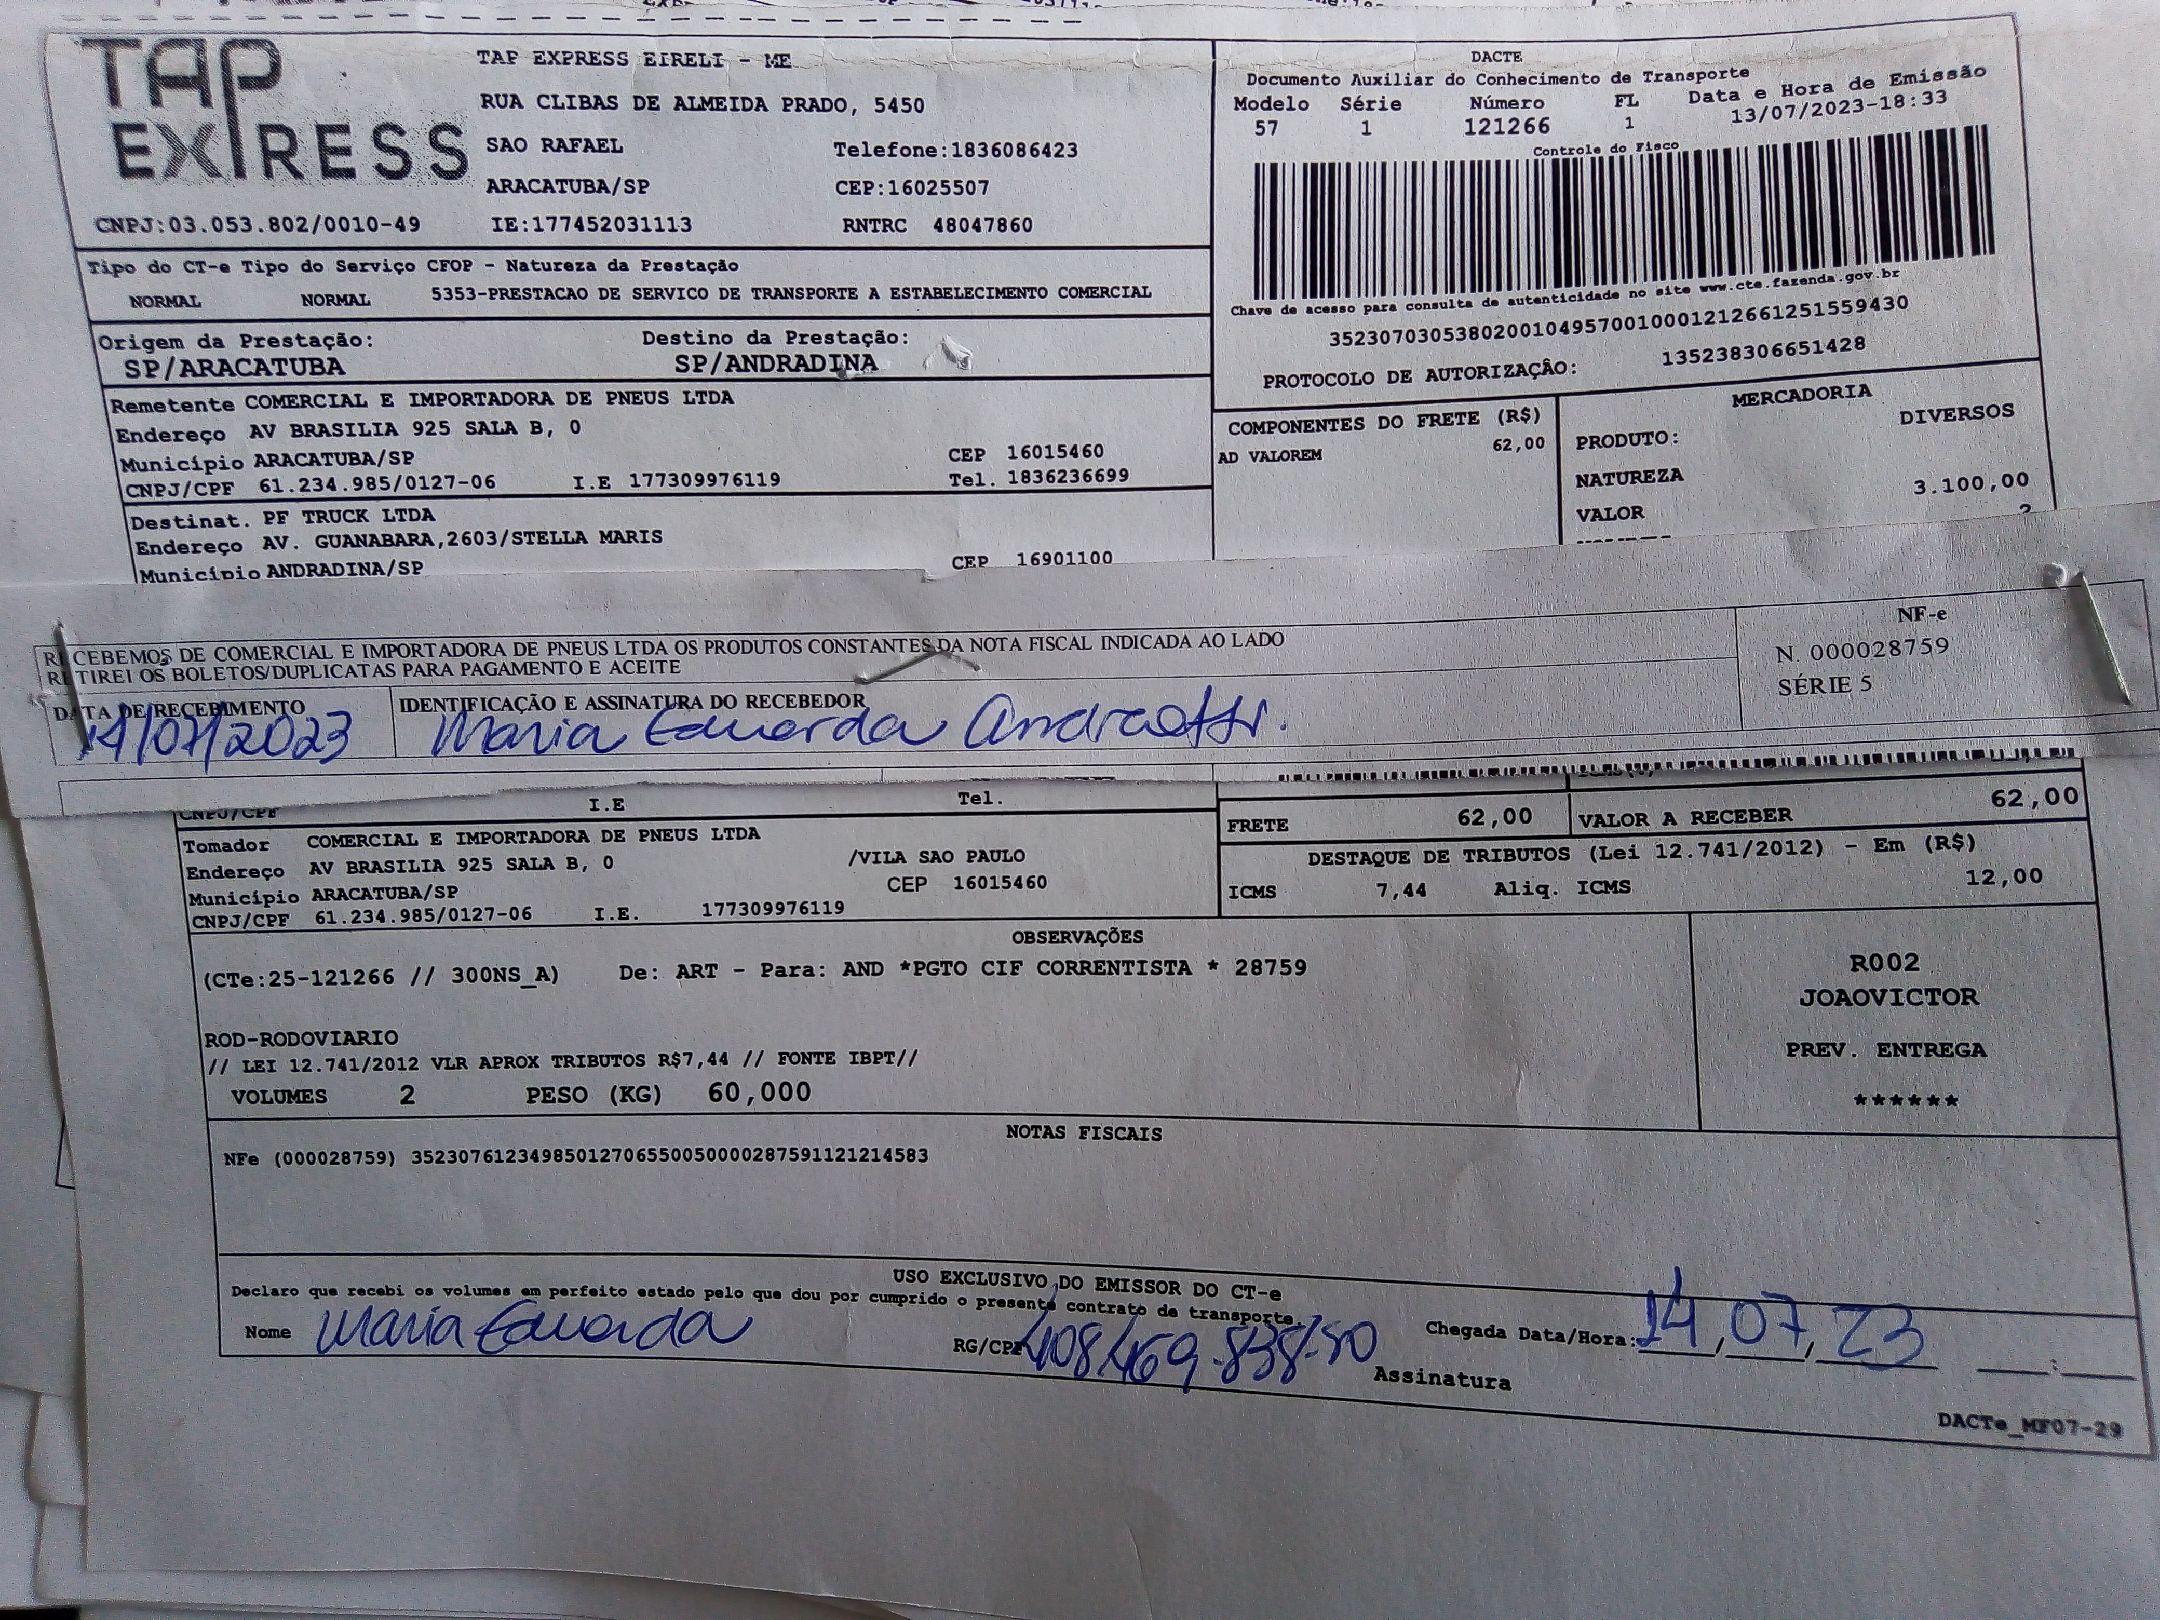 TAP
EXPRESS
TAP EXPRESS EIRELI - ME
RUA CLIBAS DE ALMEIDA PRADO, 5450
SAO RAFAEL
Telefone:1836086423
ARACATUBA/SP
CEP:16025507
CNPJ:03.053.802/0010-49
IE:177452031113
RNTRC 48047860
DACTE
Documento Auxiliar do Conhecimento de Transporte
Modelo Série Número FL Data e Hora de Emissão
57 1 121266 1 13/07/2023-18:33
Controle do Fisco
Chave de acesso para consulta de autenticidade no site www.cte.fazenda.gov.br
35230703053802001049570010001212661251559430
PROTOCOLO DE AUTORIZAÇÂO: 135238306651428
Tipo do CT-e Tipo do Serviço CFOP - Natureza da Prestação
NORMAL NORMAL 5353-PRESTACAO DE SERVICO DE TRANSPORTE A ESTABELECIMENTO COMERCIAL
Origem da Prestação: Destino da Prestação:
SP/ARACATUBA SP/ANDRADINA
Remetente COMERCIAL E IMPORTADORA DE PNEUS LTDA
Endereço AV BRASILIA 925 SALA B, 0
Município ARACATUBA/SP CEP 16015460
CNPJ/CPF 61.234.985/0127-06 I.E 177309976119 Tel. 1836236699
Destinat. PF TRUCK LTDA
Endereço AV. GUANABARA,2603/STELLA MARIS
Município ANDRADINA/SP CEP 16901100
COMPONENTES DO FRETE (R$)
AD VALOREM 62,00
MERCADORIA
PRODUTO: DIVERSOS
NATUREZA
VALOR 3.100,00
2
RECEBEMOS DE COMERCIAL E IMPORTADORA DE PNEUS LTDA OS PRODUTOS CONSTANTES DA NOTA FISCAL INDICADA AO LADO
RETIREI OS BOLETOS/DUPLICATAS PARA PAGAMENTO E ACEITE
DATA DE RECEBIMENTO IDENTIFICAÇÃO E ASSINATURA DO RECEBEDOR
14/07/2023 Maria Eduarda
NF-e
N. 000028759
SÉRIE 5
CNPJ/CPF I.E Tel.
Tomador COMERCIAL E IMPORTADORA DE PNEUS LTDA
Endereço AV BRASILIA 925 SALA B, 0 /VILA SAO PAULO
Município ARACATUBA/SP CEP 16015460
CNPJ/CPF 61.234.985/0127-06 I.E. 177309976119
FRETE 62,00 VALOR A RECEBER 62,00
DESTAQUE DE TRIBUTOS (Lei 12.741/2012) - Em (R$)
ICMS 7,44 Aliq. ICMS 12,00
OBSERVAÇÕES
(CTe:25-121266 // 300NS_A) De: ART - Para: AND *PGTO CIF CORRENTISTA * 28759
ROD-RODOVIARIO
// LEI 12.741/2012 VLR APROX TRIBUTOS R$7,44 // FONTE IBPT//
VOLUMES 2 PESO (KG) 60,000
R002
JOAOVICTOR
PREV. ENTREGA
******
NOTAS FISCAIS
NFe (000028759) 35230761234985012706550050000287591121214583
USO EXCLUSIVO DO EMISSOR DO CT-e
Declaro que recebi os volumes em perfeito estado pelo que dou por cumprido o presente contrato de transporte.
Nome Maria Eduarda RG/CPF 408.469.838-50 Assinatura Chegada Data/Hora: 14,07,23 __:__
DACTe_MF07-29